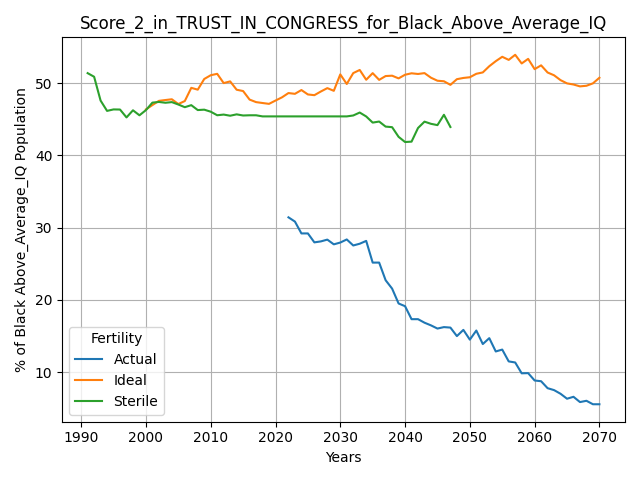 Score_2_in_TRUST_IN_CONGRESS_for_Black_Above_Average_IQ
% of Black Above_Average_IQ Population
50
40
30
20
10
Fertility
Actual
Ideal
Sterile
1990 2000 2010 2020 2030 2040 2050 2060 2070
Years